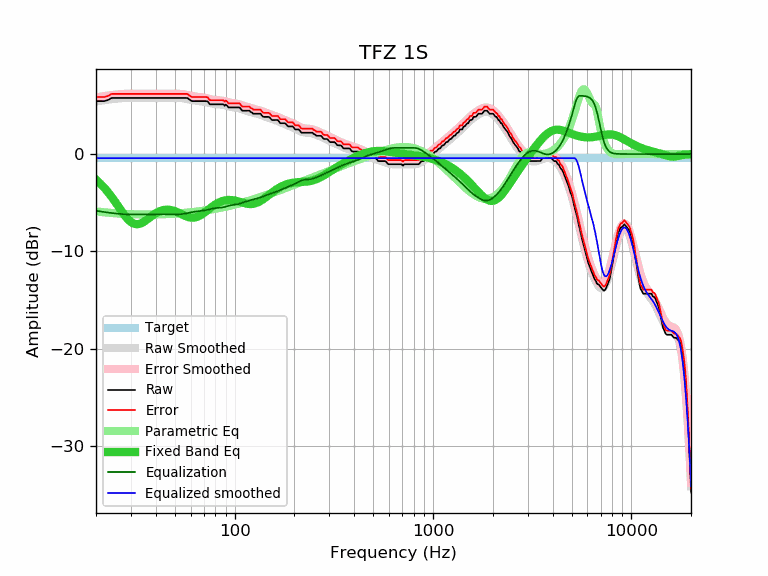 TFZ 1S
Amplitude (dBr)
0
−10
−20
−30
Target
Raw Smoothed
Error Smoothed
Raw
Error
Parametric Eq
Fixed Band Eq
Equalization
Equalized smoothed
100
1000
10000
Frequency (Hz)